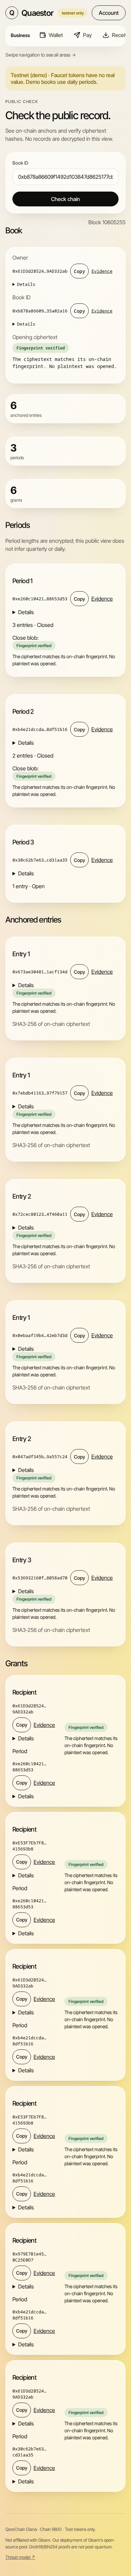 Q Quaestor testnet only Account
Business Wallet Pay
Swipe navigation to see all areas →
Testnet (demo) · Faucet tokens have no real value. Demo books use daily periods.
PUBLIC CHECK
Check the public record.
See on-chain anchors and verify ciphertext hashes. No records are decrypted in this view.
Book ID
Check chain
Block 10605255
Book
Owner
Copy Evidence
▸ Details
Book ID
Copy Evidence
▸ Details
Opening ciphertext
Fingerprint verified
The ciphertext matches its on-chain fingerprint. No plaintext was opened.
6
anchored entries
3
periods
6
grants
Periods
Period lengths are encrypted; this public view does not infer quarterly or daily.
Period 1
Copy Evidence
▸ Details
3 entries · Closed
Close blob:
Fingerprint verified
The ciphertext matches its on-chain fingerprint. No plaintext was opened.
Period 2
Copy Evidence
▸ Details
2 entries · Closed
Close blob:
Fingerprint verified
The ciphertext matches its on-chain fingerprint. No plaintext was opened.
Period 3
Copy Evidence
▸ Details
1 entry · Open
Anchored entries
Entry 1
Copy Evidence
▸ Details
Fingerprint verified
The ciphertext matches its on-chain fingerprint. No plaintext was opened.
SHA3-256 of on-chain ciphertext
Entry 1
Copy Evidence
▸ Details
Fingerprint verified
The ciphertext matches its on-chain fingerprint. No plaintext was opened.
SHA3-256 of on-chain ciphertext
Entry 2
Copy Evidence
▸ Details
Fingerprint verified
The ciphertext matches its on-chain fingerprint. No plaintext was opened.
SHA3-256 of on-chain ciphertext
Entry 1
Copy Evidence
▸ Details
Fingerprint verified
The ciphertext matches its on-chain fingerprint. No plaintext was opened.
SHA3-256 of on-chain ciphertext
Entry 2
Copy Evidence
▸ Details
Fingerprint verified
The ciphertext matches its on-chain fingerprint. No plaintext was opened.
SHA3-256 of on-chain ciphertext
Entry 3
Copy Evidence
▸ Details
Fingerprint verified
The ciphertext matches its on-chain fingerprint. No plaintext was opened.
SHA3-256 of on-chain ciphertext
Grants
Recipient
Copy Evidence
▸ Details
Period
Copy Evidence
▸ Details
Fingerprint verified
The ciphertext matches its on-chain fingerprint. No plaintext was opened.
Recipient
Copy Evidence
▸ Details
Period
Copy Evidence
▸ Details
Fingerprint verified
The ciphertext matches its on-chain fingerprint. No plaintext was opened.
Recipient
Copy Evidence
▸ Details
Period
Copy Evidence
▸ Details
Fingerprint verified
The ciphertext matches its on-chain fingerprint. No plaintext was opened.
Recipient
Copy Evidence
▸ Details
Period
Copy Evidence
▸ Details
Fingerprint verified
The ciphertext matches its on-chain fingerprint. No plaintext was opened.
Recipient
Copy Evidence
▸ Details
Period
Copy Evidence
▸ Details
Fingerprint verified
The ciphertext matches its on-chain fingerprint. No plaintext was opened.
Recipient
Copy Evidence
▸ Details
Period
Copy Evidence
▸ Details
Fingerprint verified
The ciphertext matches its on-chain fingerprint. No plaintext was opened.
Test tokens only.
Threat model ↗